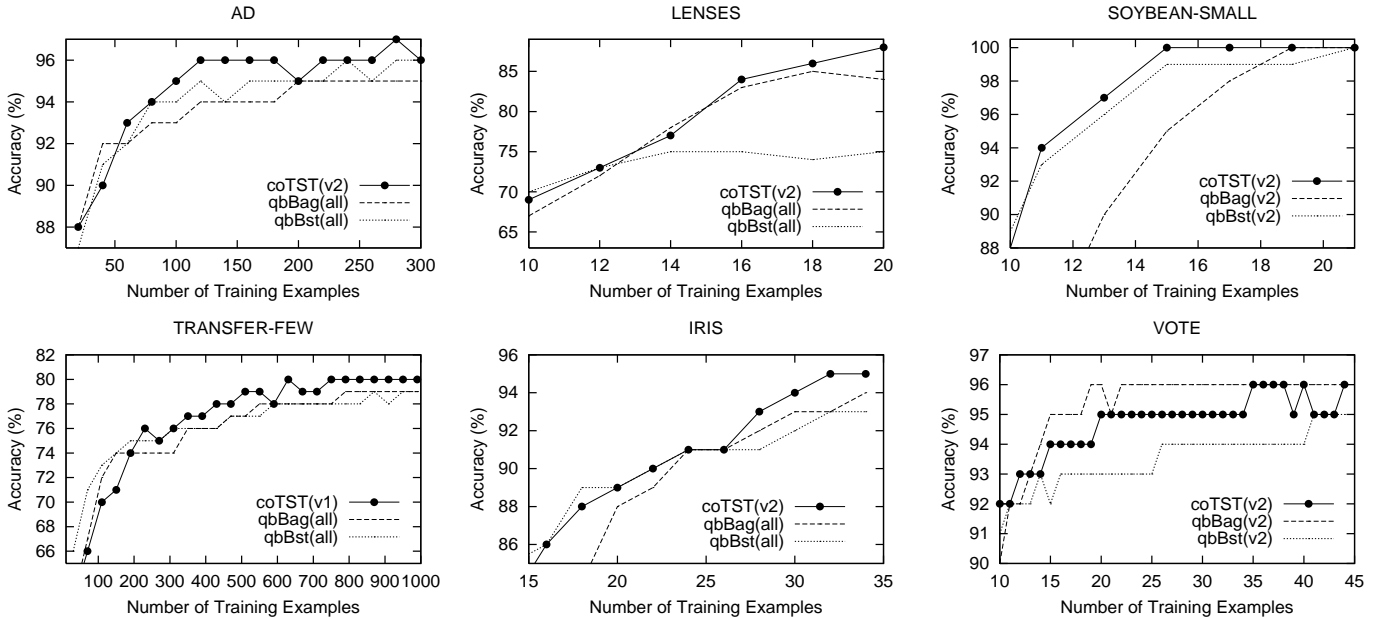 AD
96
94
92
90
88
Accuracy (%)
coTST(v2)
qbBag(all)
qbBst(all)
50 100 150 200 250 300
Number of Training Examples
LENSES
85
80
75
70
65
Accuracy (%)
coTST(v2)
qbBag(all)
qbBst(all)
10 12 14 16 18 20
Number of Training Examples
SOYBEAN-SMALL
100
98
96
94
92
90
88
Accuracy (%)
coTST(v2)
qbBag(v2)
qbBst(v2)
10 12 14 16 18 20
Number of Training Examples
TRANSFER-FEW
82
80
78
76
74
72
70
68
66
Accuracy (%)
coTST(v1)
qbBag(all)
qbBst(all)
100 200 300 400 500 600 700 800 900 1000
Number of Training Examples
IRIS
96
94
92
90
88
86
Accuracy (%)
coTST(v2)
qbBag(all)
qbBst(all)
15 20 25 30 35
Number of Training Examples
VOTE
97
96
95
94
93
92
91
90
Accuracy (%)
coTST(v2)
qbBag(v2)
qbBst(v2)
10 15 20 25 30 35 40 45
Number of Training Examples